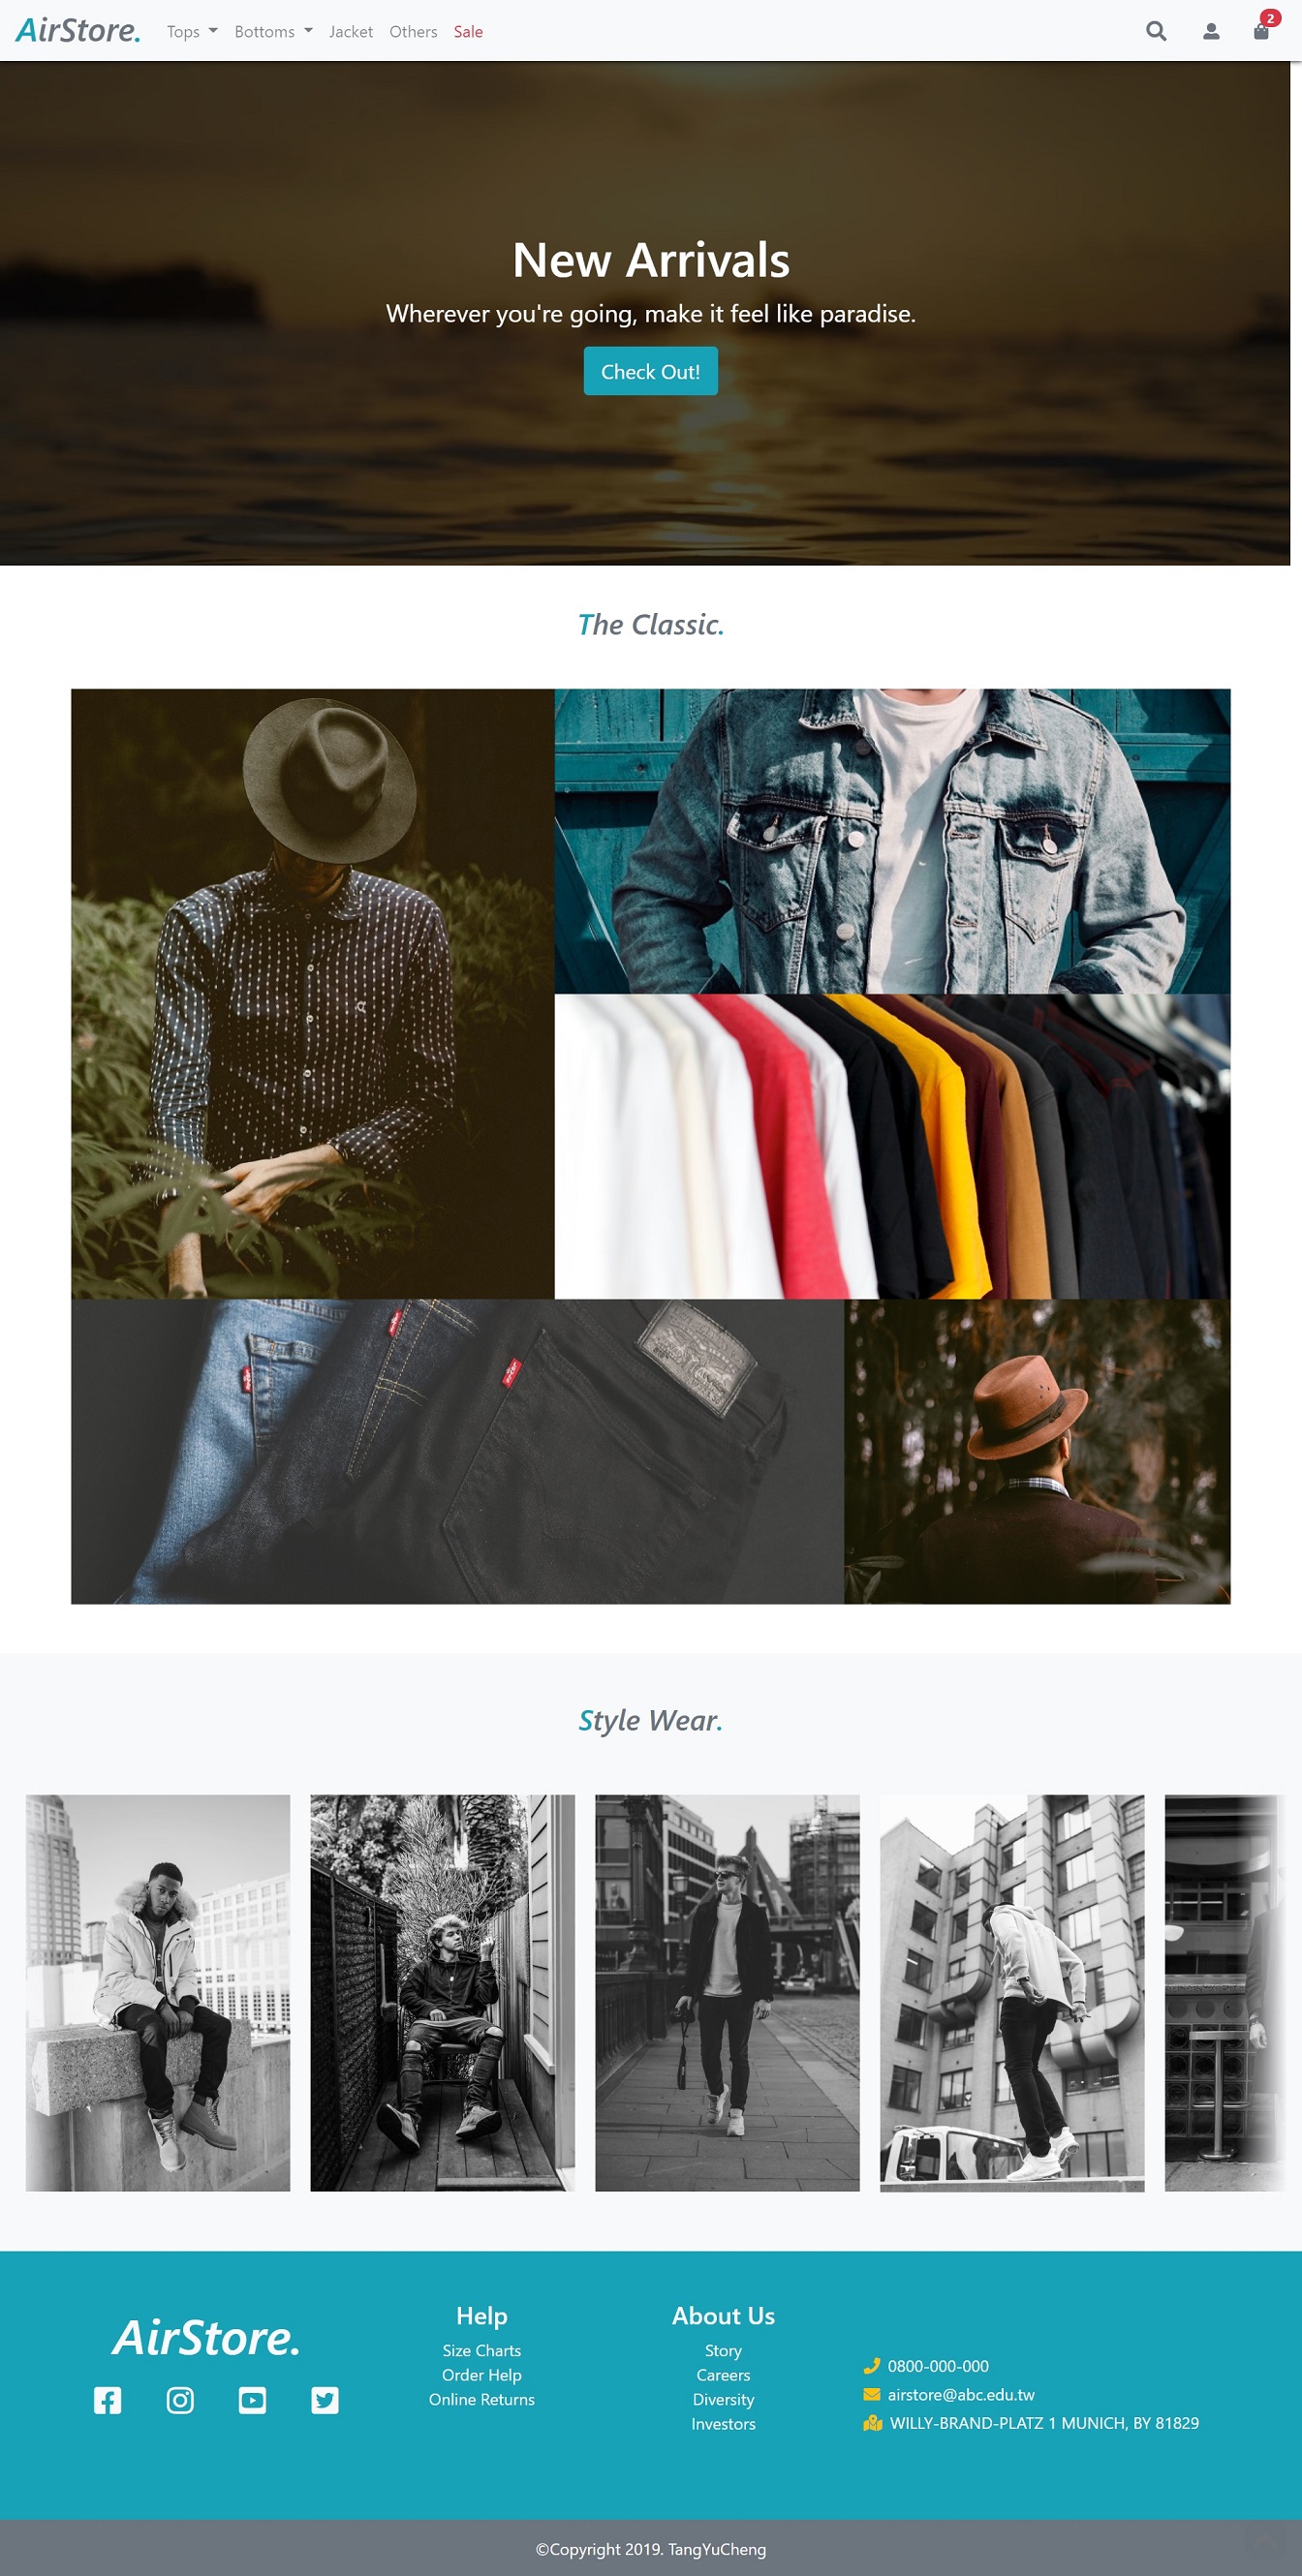 AirStore.
Tops
Bottoms
Jacket
Others
Sale
2
New Arrivals
Wherever you're going, make it feel like paradise.
Check Out!
The Classic.
Style Wear.
AirStore.
Help
Size Charts
Order Help
Online Returns
About Us
Story
Careers
Diversity
Investors
0800-000-000
airstore@abc.edu.tw
WILLY-BRAND-PLATZ 1 MUNICH, BY 81829
©Copyright 2019. TangYuCheng